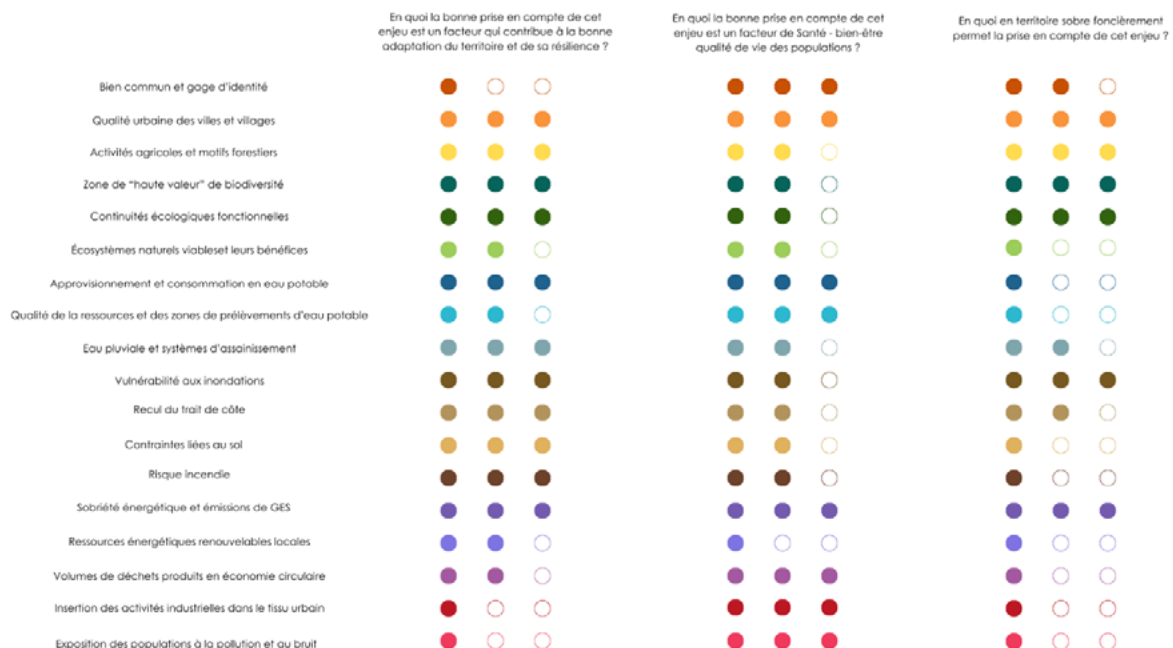 En quoi la bonne prise en compte de cet
enjeu est un facteur qui contribue à la bonne
adaptation du territoire et de sa résilience ?
En quoi la bonne prise en compte de cet
enjeu est un facteur de Santé - bien-être
qualité de vie des populations ?
En quoi en territoire sobre foncièrement
permet la prise en compte de cet enjeu ?
Bien commun et gage d'identité
Qualité urbaine des villes et villages
Activités agricoles et motifs forestiers
Zone de "haute valeur" de biodiversité
Continuités écologiques fonctionnelles
Écosystèmes naturels viableset leurs bénéfices
Approvisionnement et consommation en eau potable
Qualité de la ressources et des zones de prélèvements d'eau potable
Eau pluviale et systèmes d'assainissement
Vulnérabilité aux inondations
Recul du trait de côte
Contraintes liées au sol
Risque incendie
Sobriété énergétique et émissions de GES
Ressources énergétiques renouvelables locales
Volumes de déchets produits en économie circulaire
Insertion des activités industrielles dans le tissu urbain
Exposition des populations à la pollution et au bruit